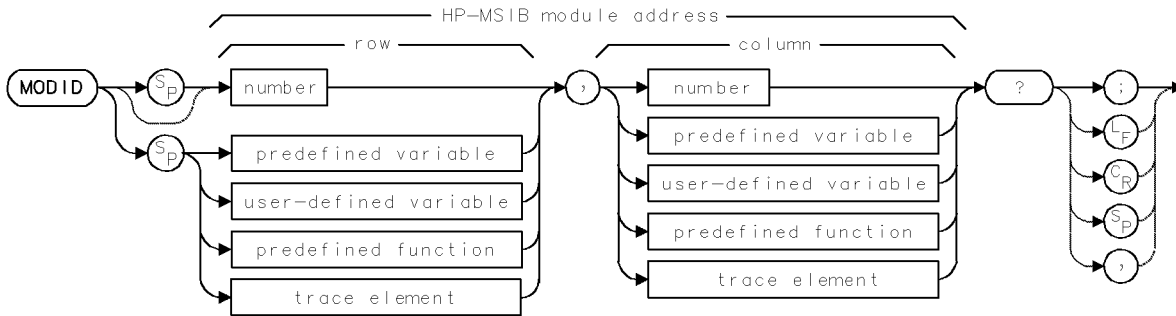 HP-MSIB module address
row
column
MODID
SP
number
,
number
?
;
SP
predefined variable
predefined variable
LF
user-defined variable
user-defined variable
CR
predefined function
predefined function
SP
trace element
trace element
,